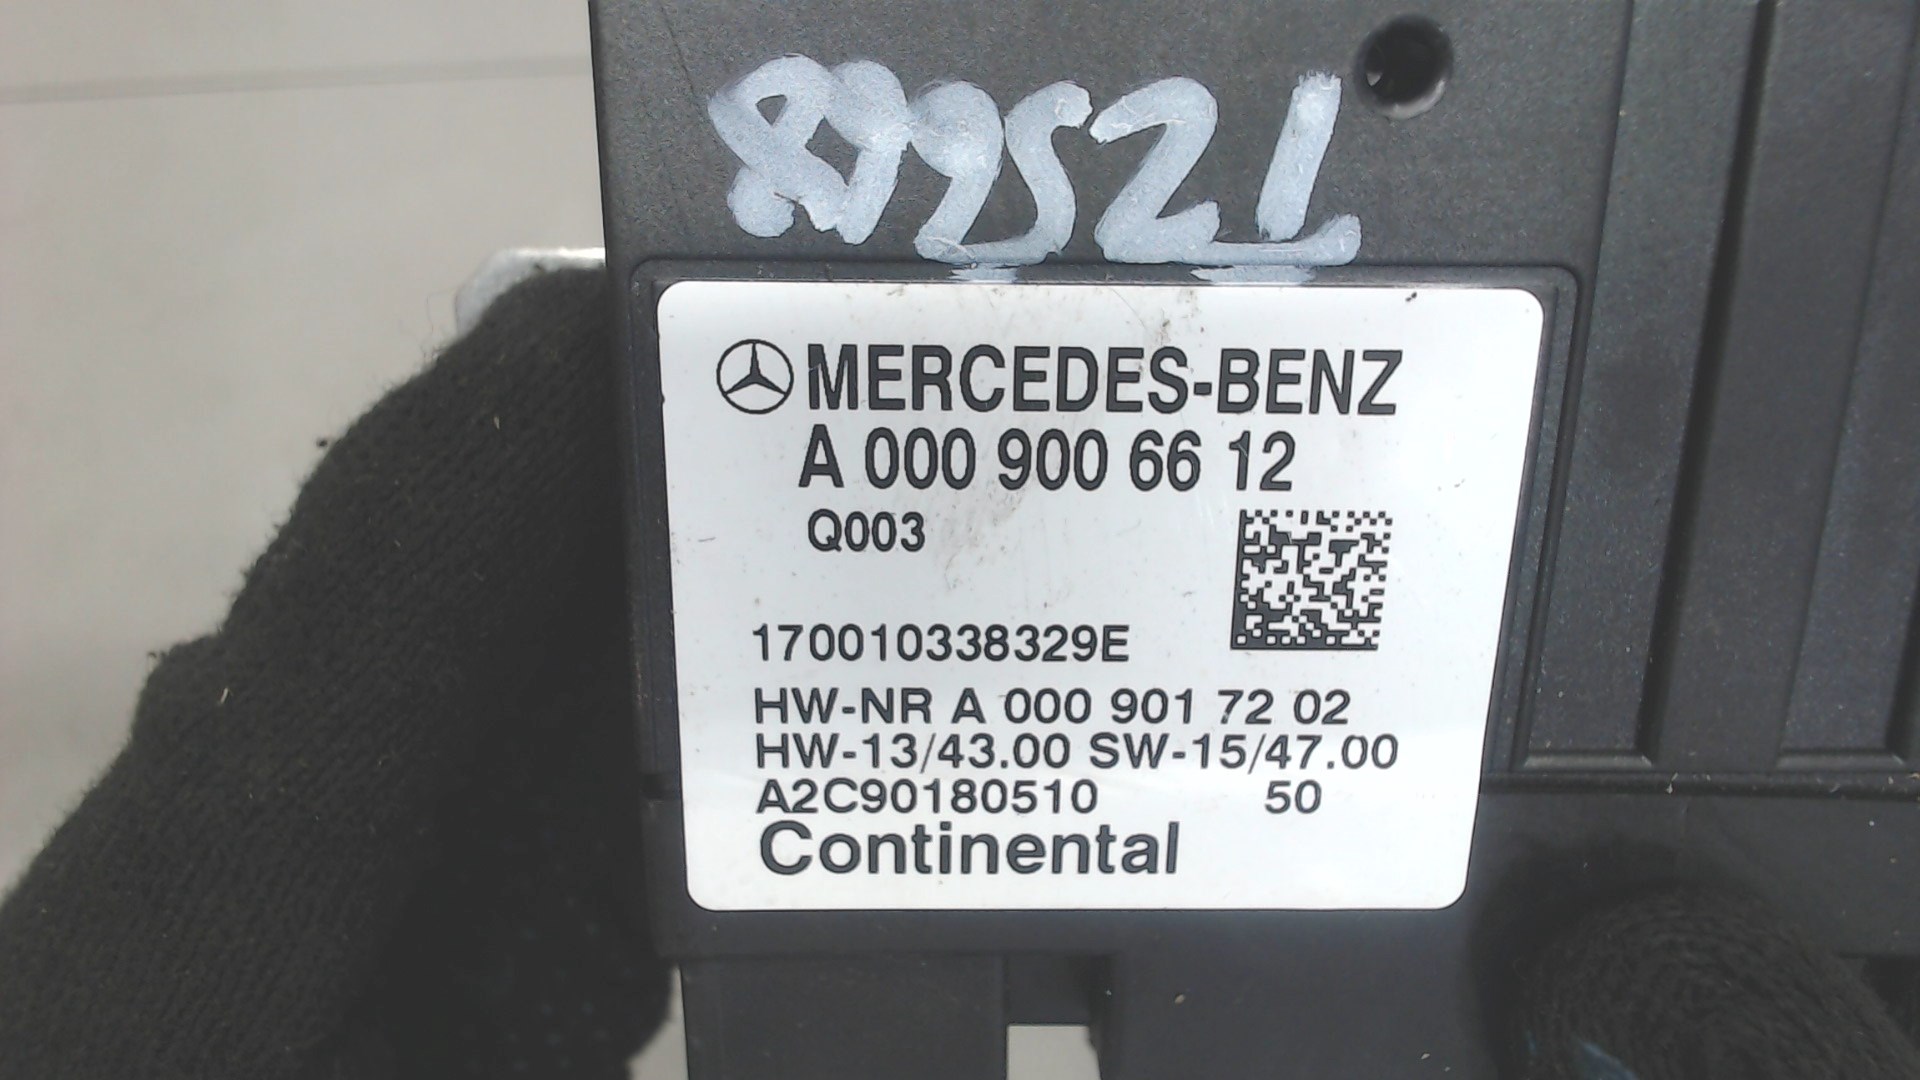 MERCEDES-BENZ
A 000 900 66 12
Q003
170010338329E
HW-NR A 000 901 72 02
HW-13/43.00 SW-15/47.00
A2C90180510 50
Continental